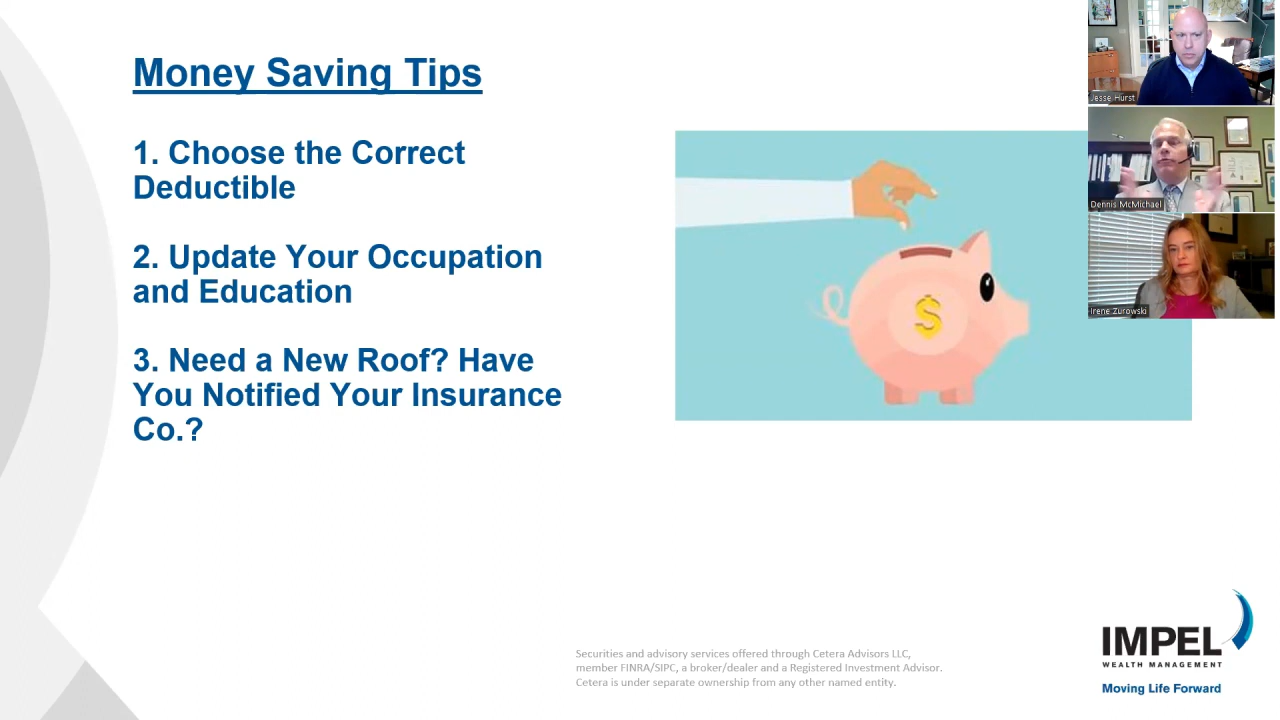 Money Saving Tips
1. Choose the Correct
Deductible
2. Update Your Occupation
and Education
3. Need a New Roof? Have
You Notified Your Insurance
Co.?
$
Jesse Hurst
Dennis McMichael
Irene Zurowski
Securities and advisory services offered through Cetera Advisors LLC,
member FINRA/SIPC, a broker/dealer and a Registered Investment Advisor.
Cetera is under separate ownership from any other named entity.
IMPEL
WEALTH MANAGEMENT
Moving Life Forward